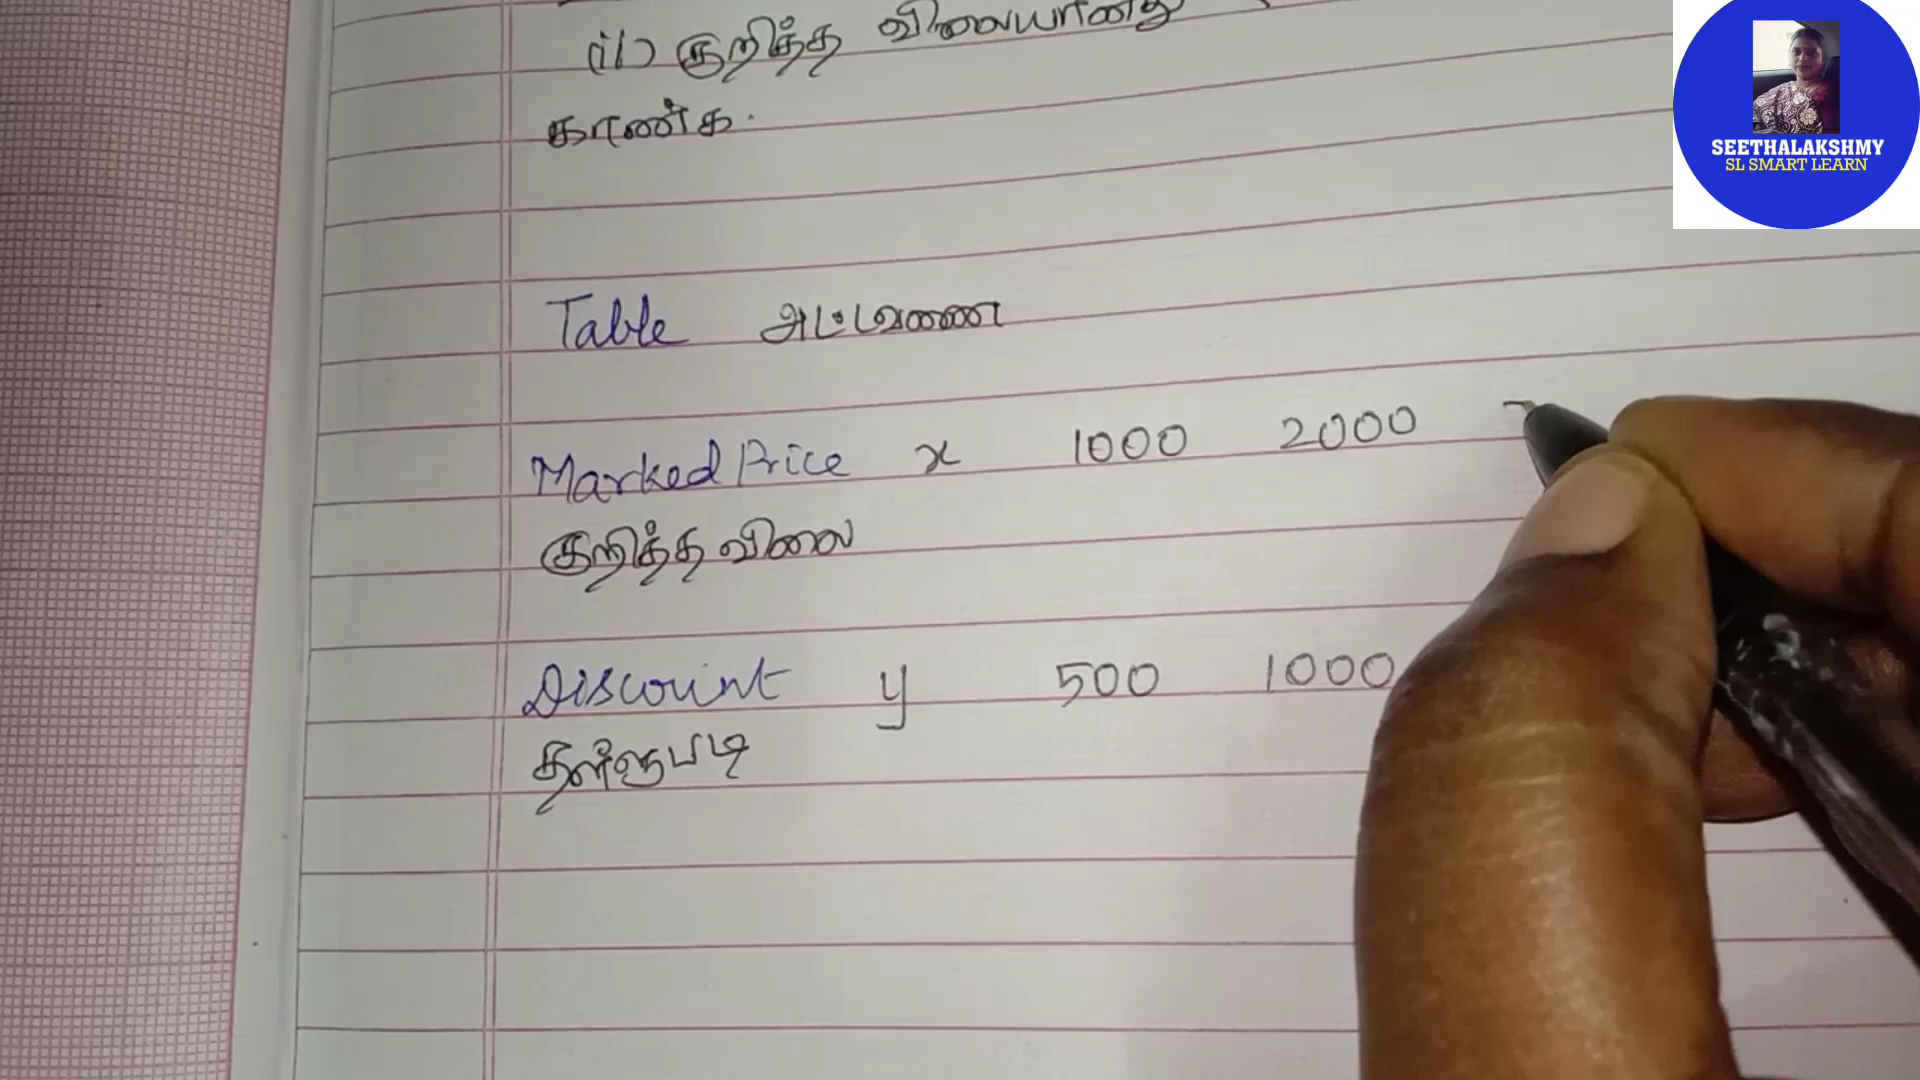 (ii) குறித்த விலையானது
காண்க.
Table அட்டவணை
Marked Price x 1000 2000
குறித்த விலை
Discount y 500 1000
தள்ளுபடி
SEETHALAKSHMY
SL SMART LEARN